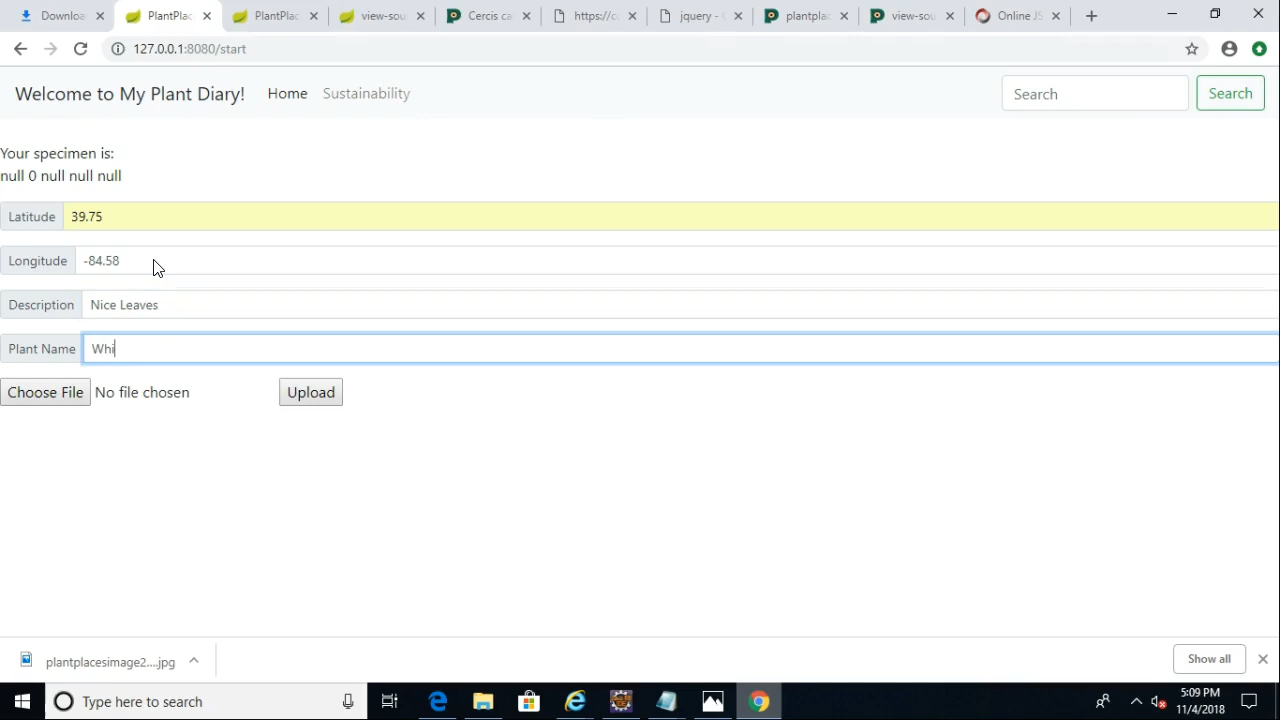 Downloa
PlantPlac
PlantPlac
view-sou
Cercis ca
https://c
jquery - 
plantplac
view-sou
Online JS
127.0.0.1:8080/start
Welcome to My Plant Diary!
Home
Sustainability
Search
Search
Your specimen is:
null 0 null null null
Latitude 39.75
Longitude -84.58
Description Nice Leaves
Plant Name Whi
Choose File No file chosen Upload
plantplacesimage2....jpg
Show all
Type here to search
5:09 PM
11/4/2018